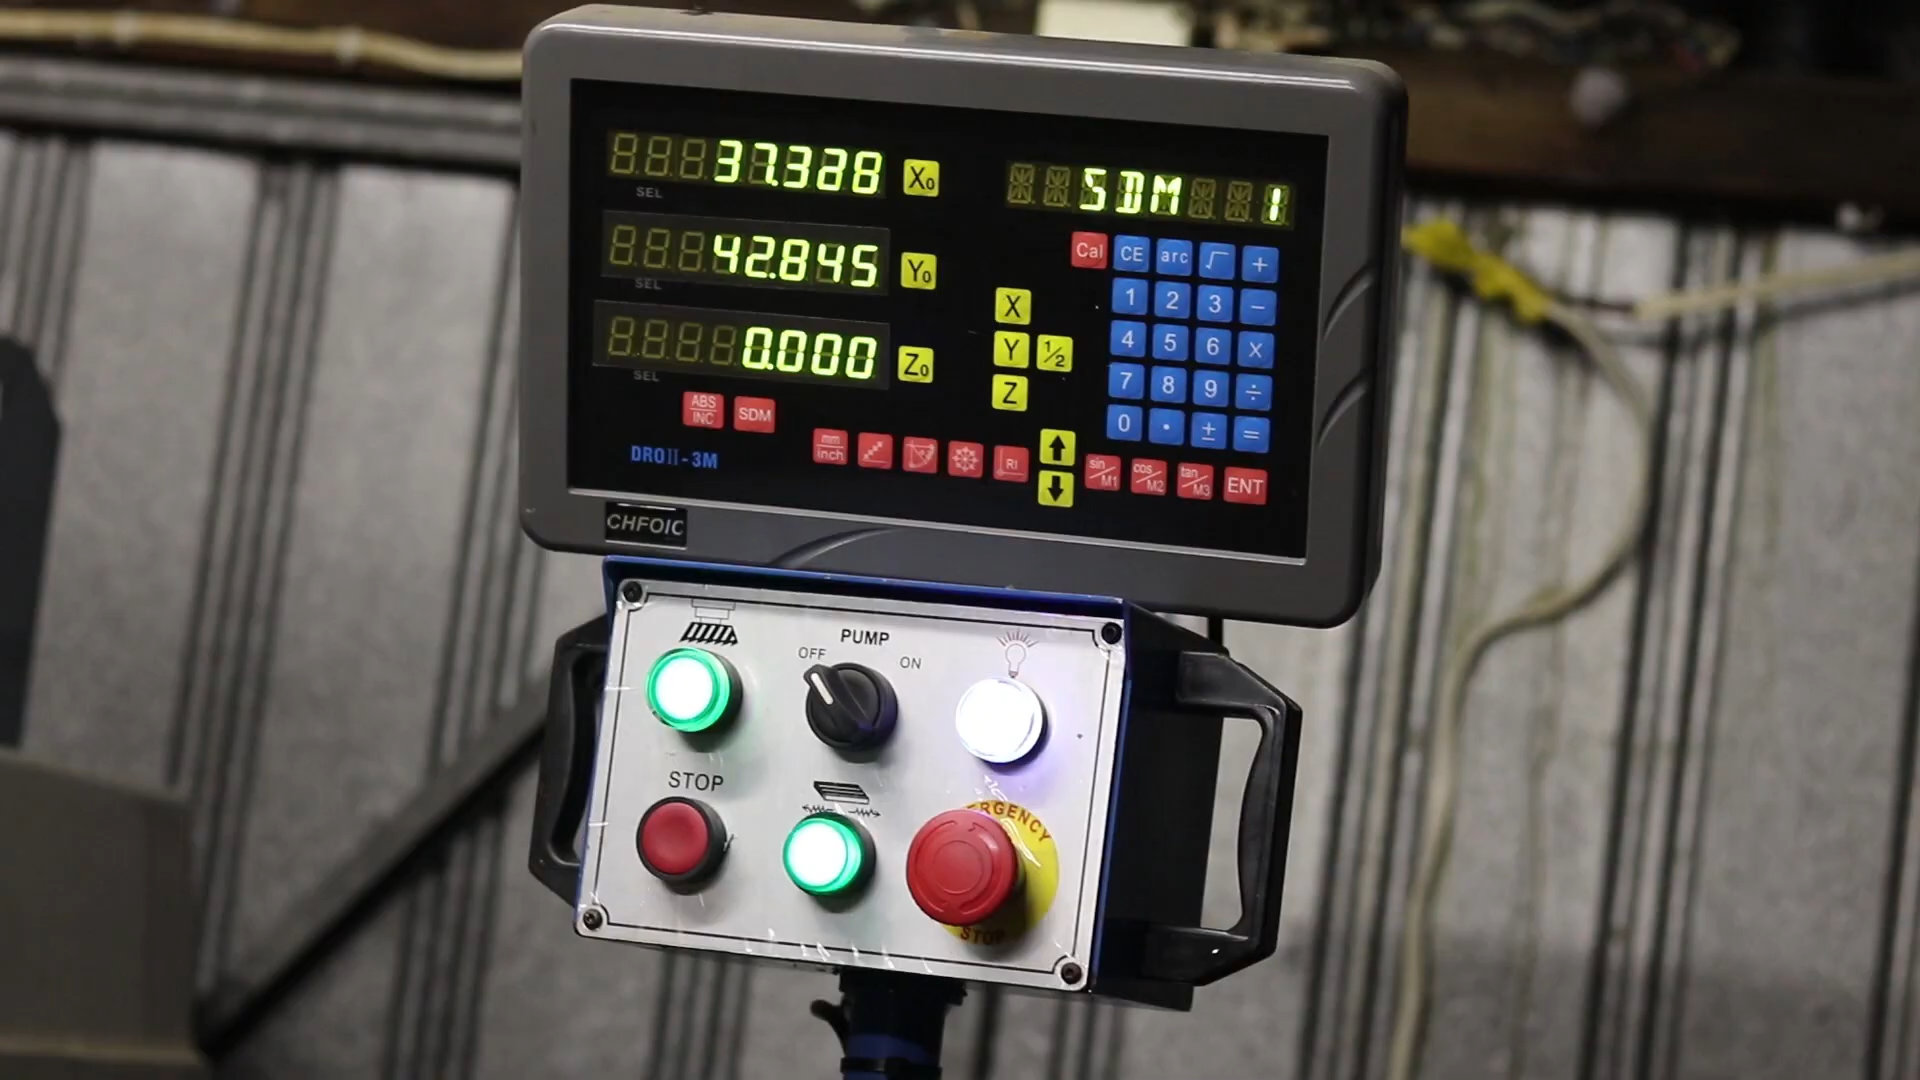 SDM 1
X₀
SEL
42.845 Y₀
SEL
0.000 Z₀
SEL
Cal CE arc √ +
1 2 3 −
4 5 6 x
7 8 9 ÷
0 . ± =
X
Y ½
Z
ABS
INC
SDM
mm
inch
RI
sin/M1
cos/M2
tan/M3
ENT
DROII-3M
CHFOIC
PUMP
OFF ON
STOP
ERGENCY
STOP